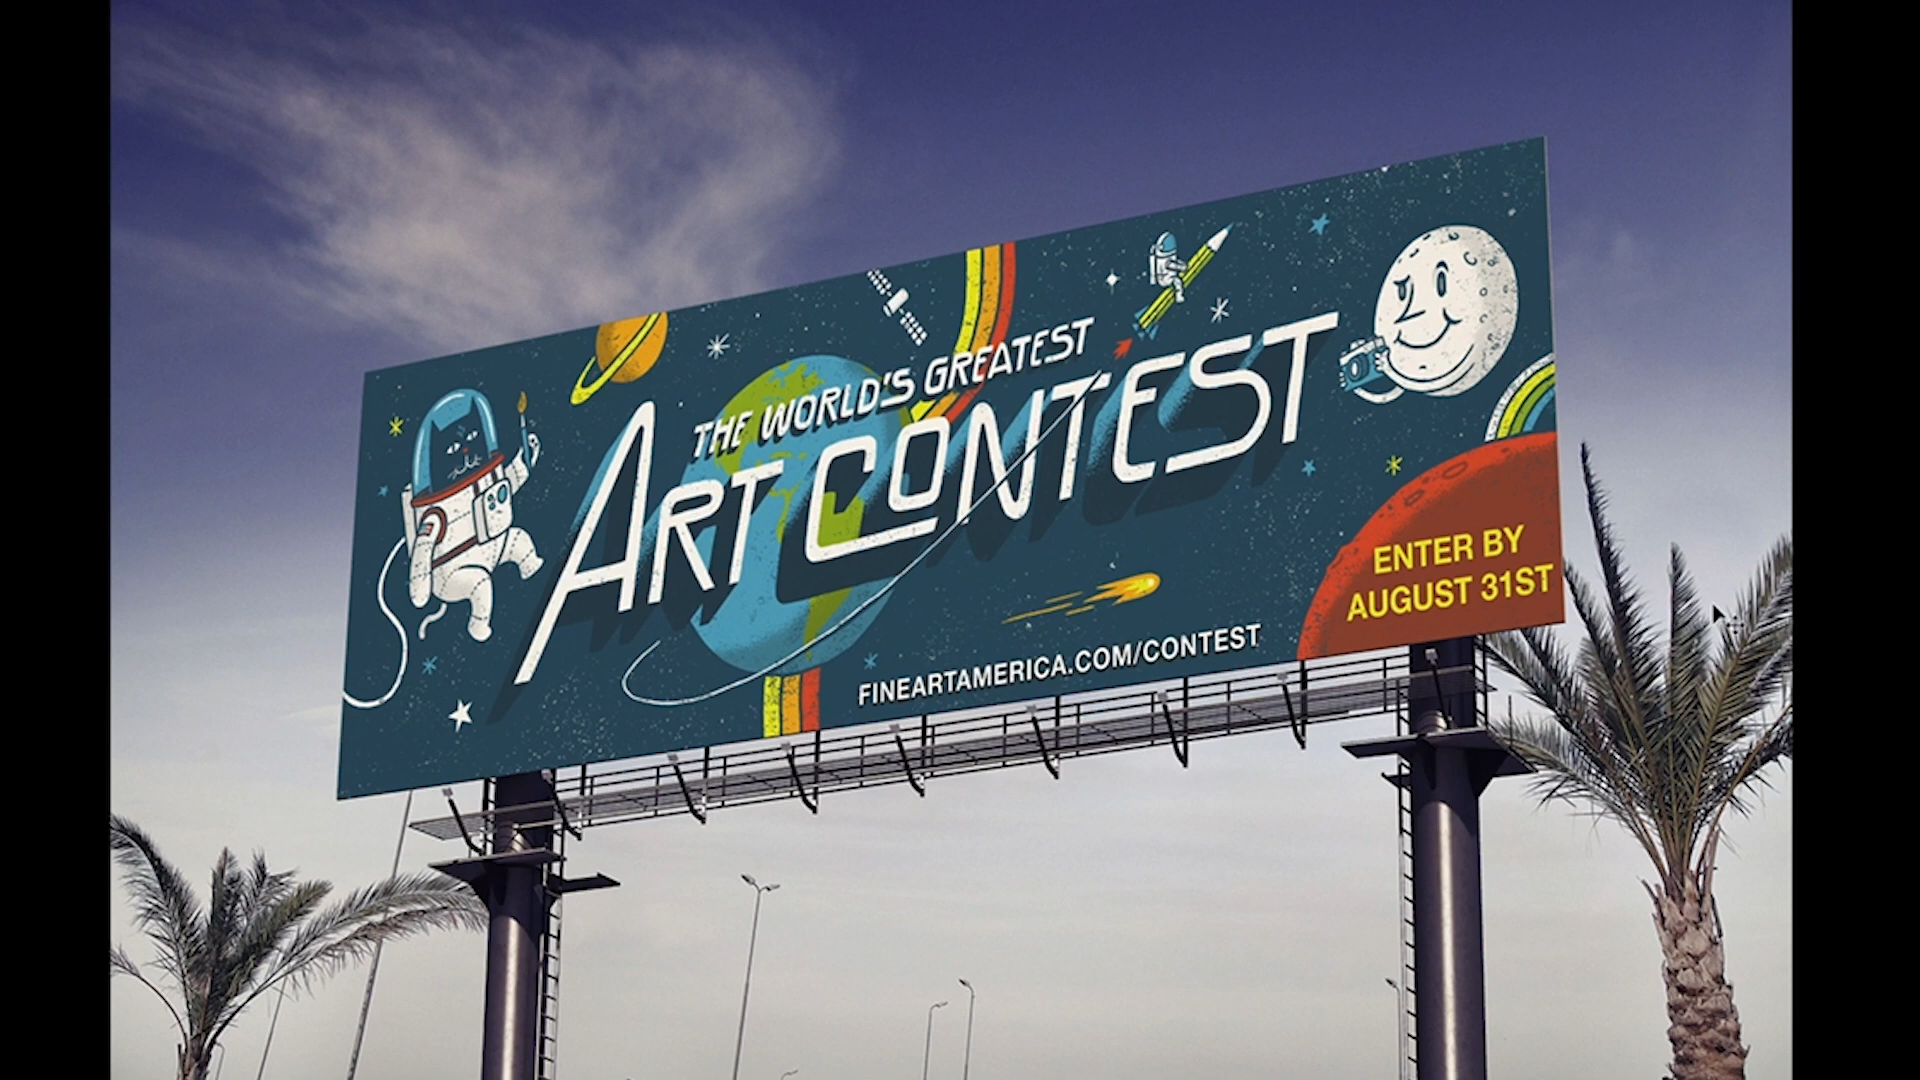 THE WORLD'S GREATEST
ART CONTEST
FINEARTAMERICA.COM/CONTEST
ENTER BY
AUGUST 31ST